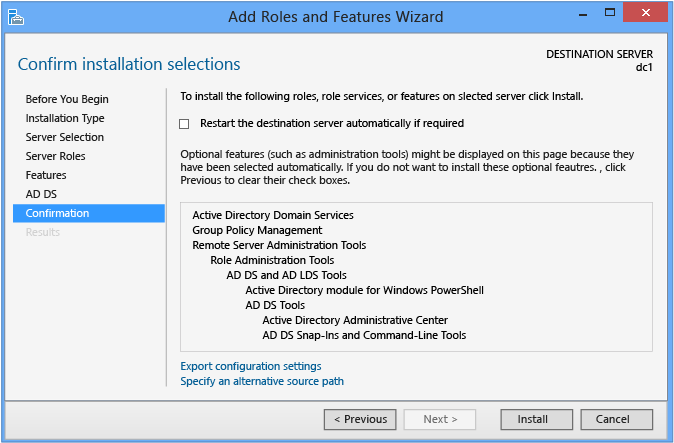 Add Roles and Features Wizard
Confirm installation selections
DESTINATION SERVER
dc1
Before You Begin
Installation Type
Server Selection
Server Roles
Features
AD DS
Confirmation
Results
To install the following roles, role services, or features on slected server click Install.
Restart the destination server automatically if required
Optional features (such as administration tools) might be displayed on this page because they
have been selected automatically. If you do not want to install these optional feautres. , click
Previous to clear their check boxes.
Active Directory Domain Services
Group Policy Management
Remote Server Administration Tools
Role Administration Tools
AD DS and AD LDS Tools
Active Directory module for Windows PowerShell
AD DS Tools
Active Directory Administrative Center
AD DS Snap-Ins and Command-Line Tools
Export configuration settings
Specify an alternative source path
< Previous
Next >
Install
Cancel